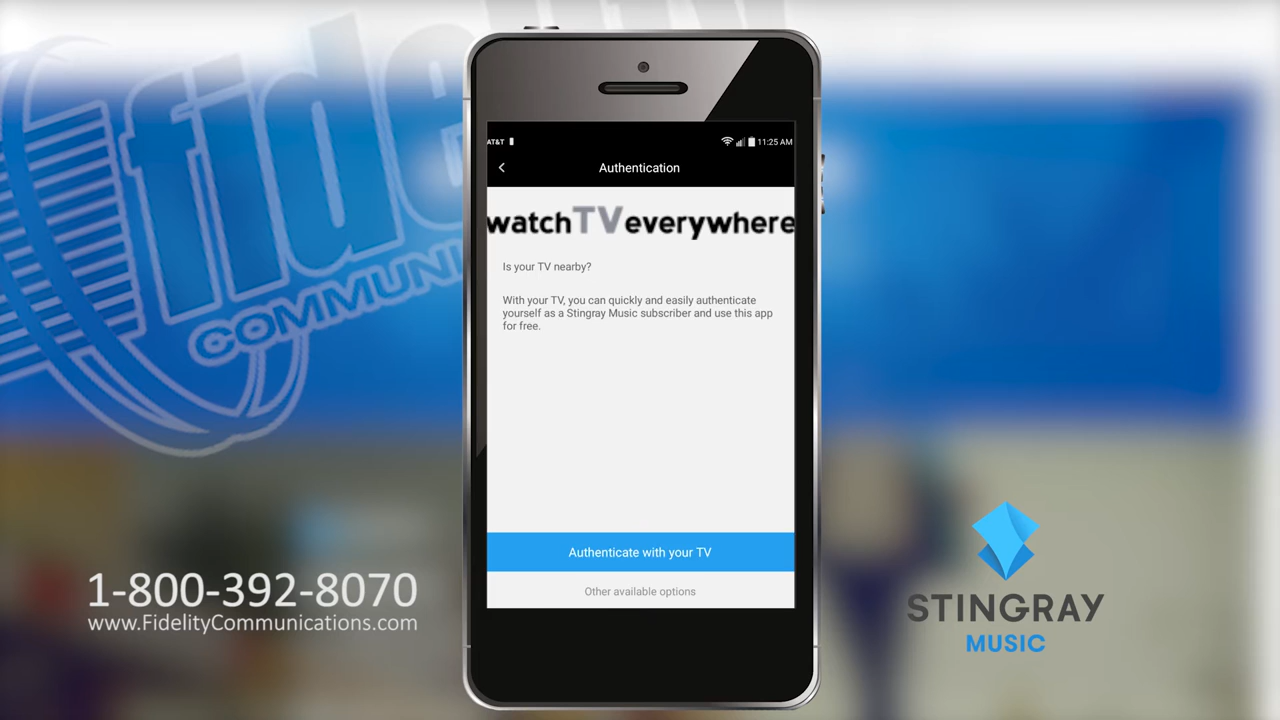 fidelity
COMMUNI
AT&T
11:25 AM
Authentication
watchTVeverywhere
Is your TV nearby?
With your TV, you can quickly and easily authenticate
yourself as a Stingray Music subscriber and use this app
for free.
Authenticate with your TV
Other available options
1-800-392-8070
www.FidelityCommunications.com
STINGRAY
MUSIC